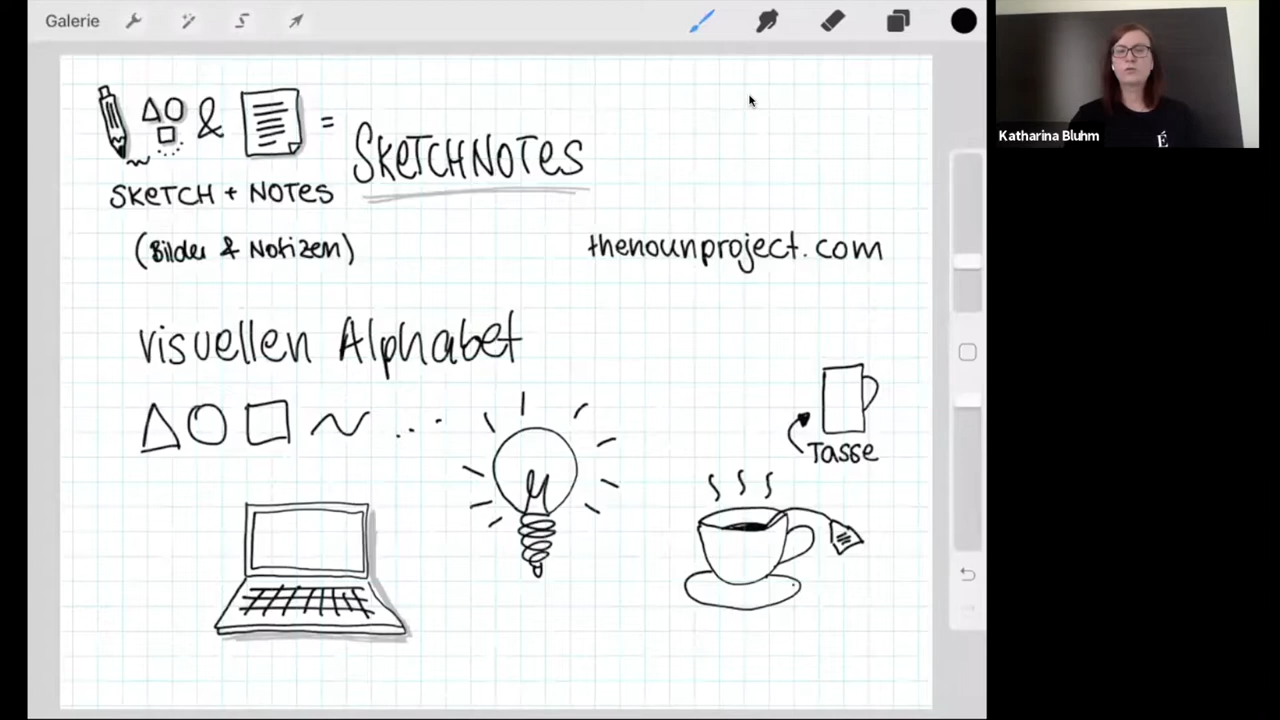 Galerie
Katharina Bluhm
É
& =
SKETCHNOTES
SKETCH + NOTES
(Bilder & Notizen)
thenounproject.com
visuellen Alphabet
Tasse